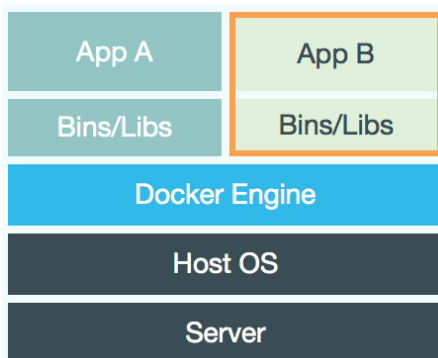 App A
App B
Bins/Libs
Bins/Libs
Docker Engine
Host OS
Server